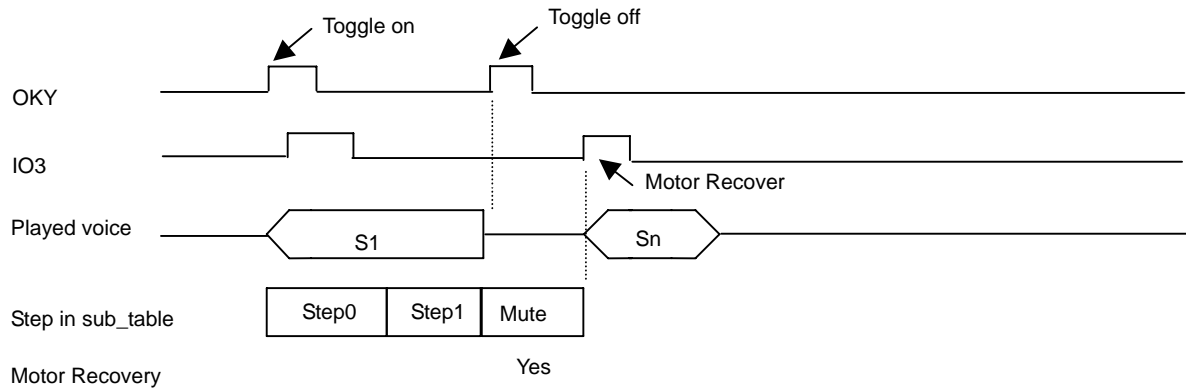 Toggle on
Toggle off
OKY
IO3
Motor Recover
Played voice
S1
Sn
Step in sub_table
Step0
Step1
Mute
Motor Recovery
Yes